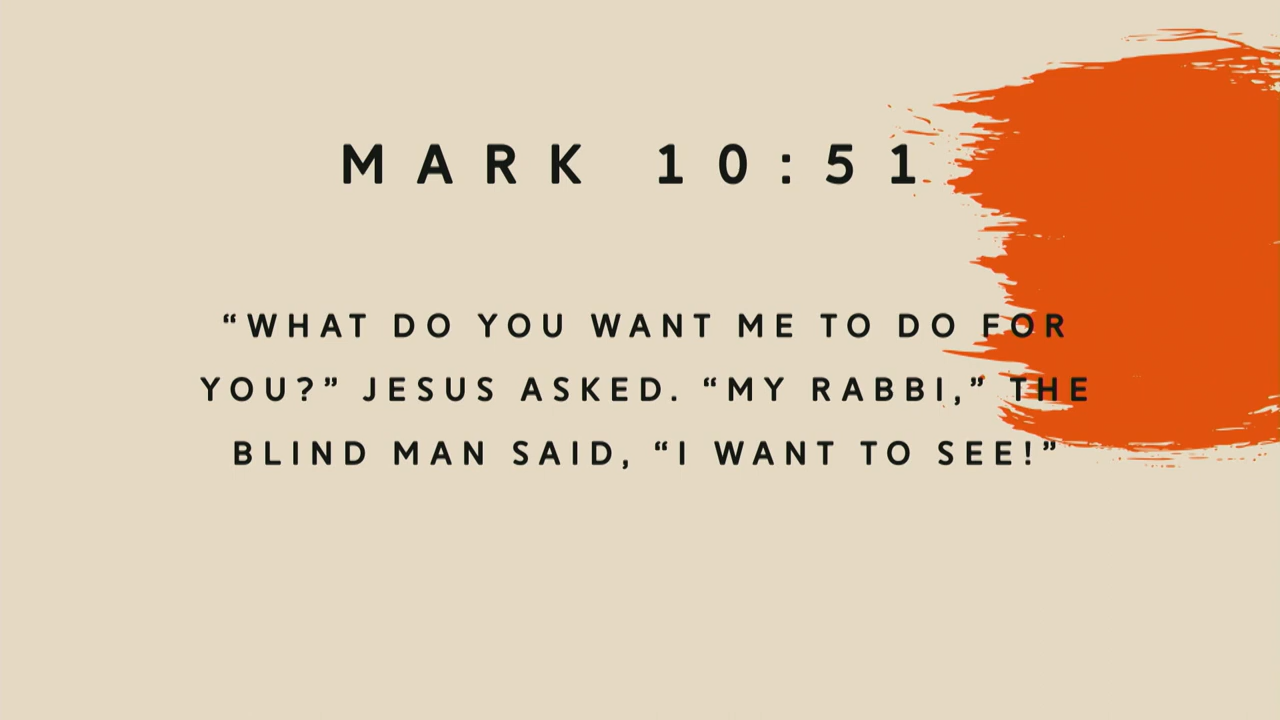 MARK 10:51
“WHAT DO YOU WANT ME TO DO FOR
YOU?” JESUS ASKED. “MY RABBI,” THE
BLIND MAN SAID, “I WANT TO SEE!”